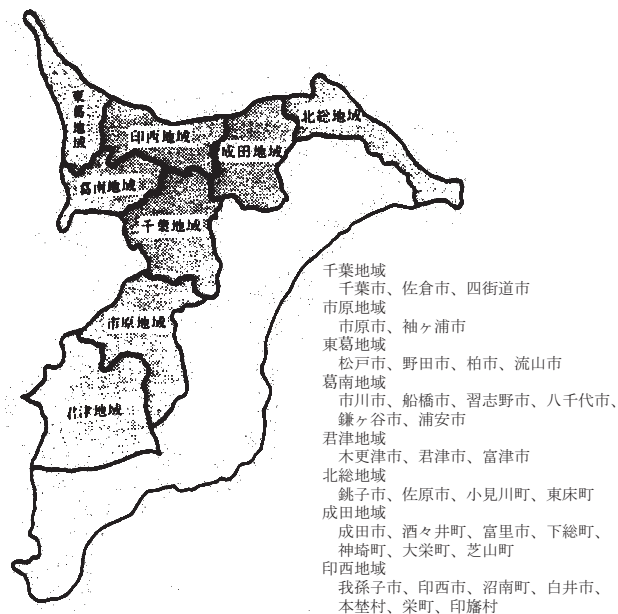 東葛地域
印西地域
成田地域
北総地域
葛南地域
千葉地域
市原地域
君津地域
千葉地域
千葉市、佐倉市、四街道市
市原地域
市原市、袖ヶ浦市
東葛地域
松戸市、野田市、柏市、流山市
葛南地域
市川市、船橋市、習志野市、八千代市、
鎌ヶ谷市、浦安市
君津地域
木更津市、君津市、富津市
北総地域
銚子市、佐原市、小見川町、東床町
成田地域
成田市、酒々井町、富里市、下総町、
神埼町、大栄町、芝山町
印西地域
我孫子市、印西市、沼南町、白井市、
本埜村、栄町、印旛村